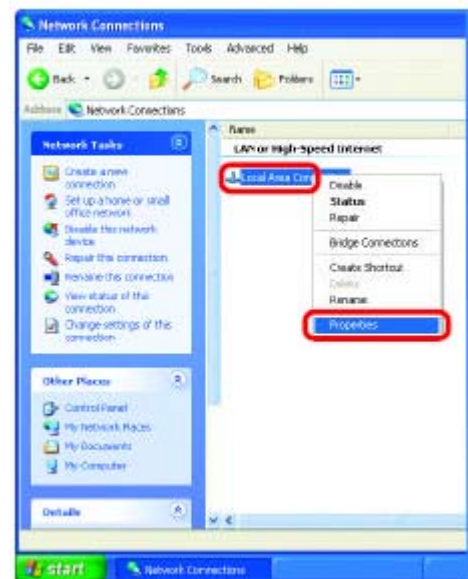 Network Connections
File Edit View Favorites Tools Advanced Help
Back Search Folders
Address Network Connections
Network Tasks
Create a new
connection
Set up a home or small
office network
Disable this network
device
Repair this connection
Rename this connection
View status of this
connection
Change settings of this
connection
Other Places
Control Panel
My Network Places
My Documents
My Computer
Details
Name
LAN or High-Speed Internet
Local Area Con
Disable
Status
Repair
Bridge Connections
Create Shortcut
Delete
Rename
Properties
start Network Connections